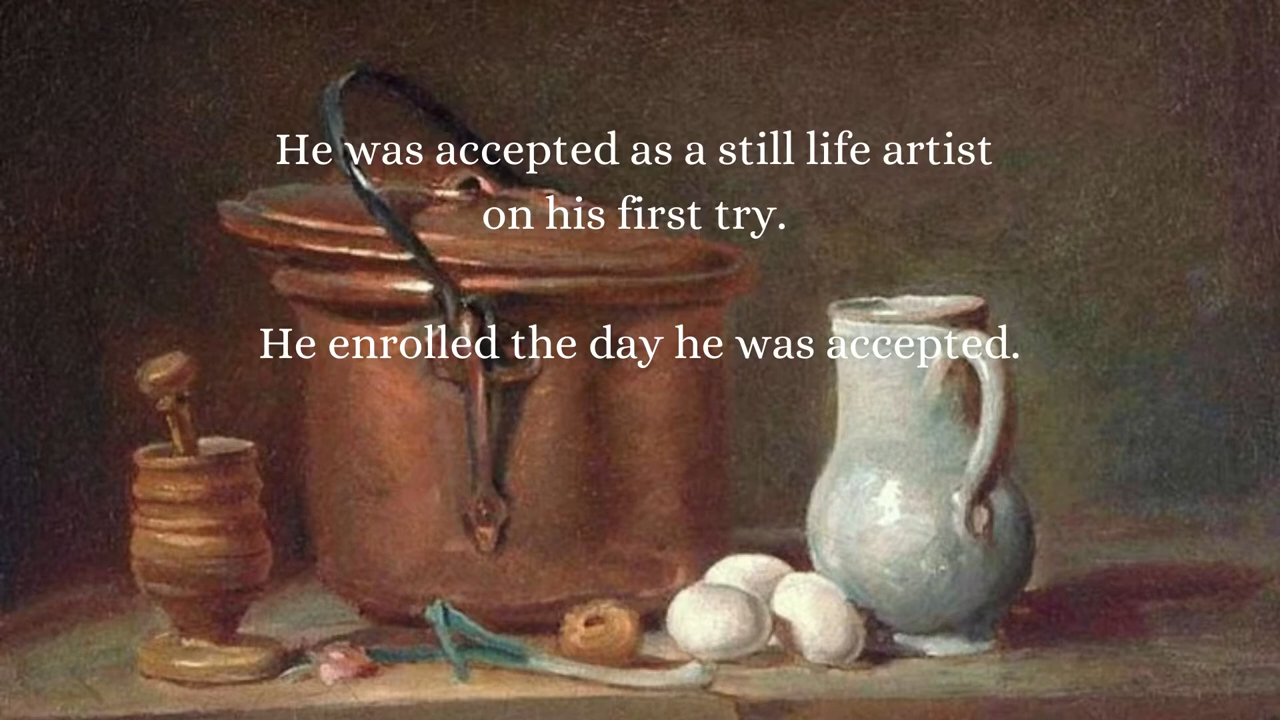 He was accepted as a still life artist
on his first try.
He enrolled the day he was accepted.